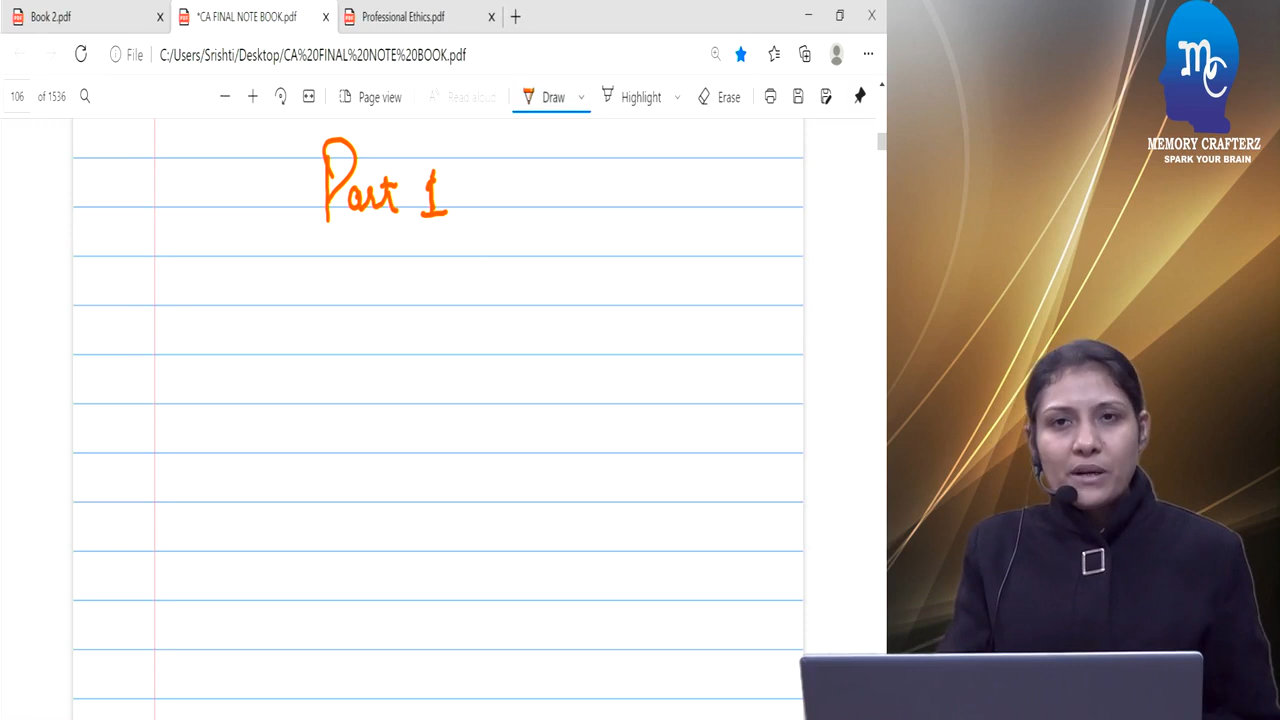 Book 2.pdf
*CA FINAL NOTE BOOK.pdf
Professional Ethics.pdf
File
C:/Users/Srishti/Desktop/CA%20FINAL%20NOTE%20BOOK.pdf
106 of 1536
Page view
Read aloud
Draw
Highlight
Erase
Part 1
MC
MEMORY CRAFTERZ
SPARK YOUR BRAIN